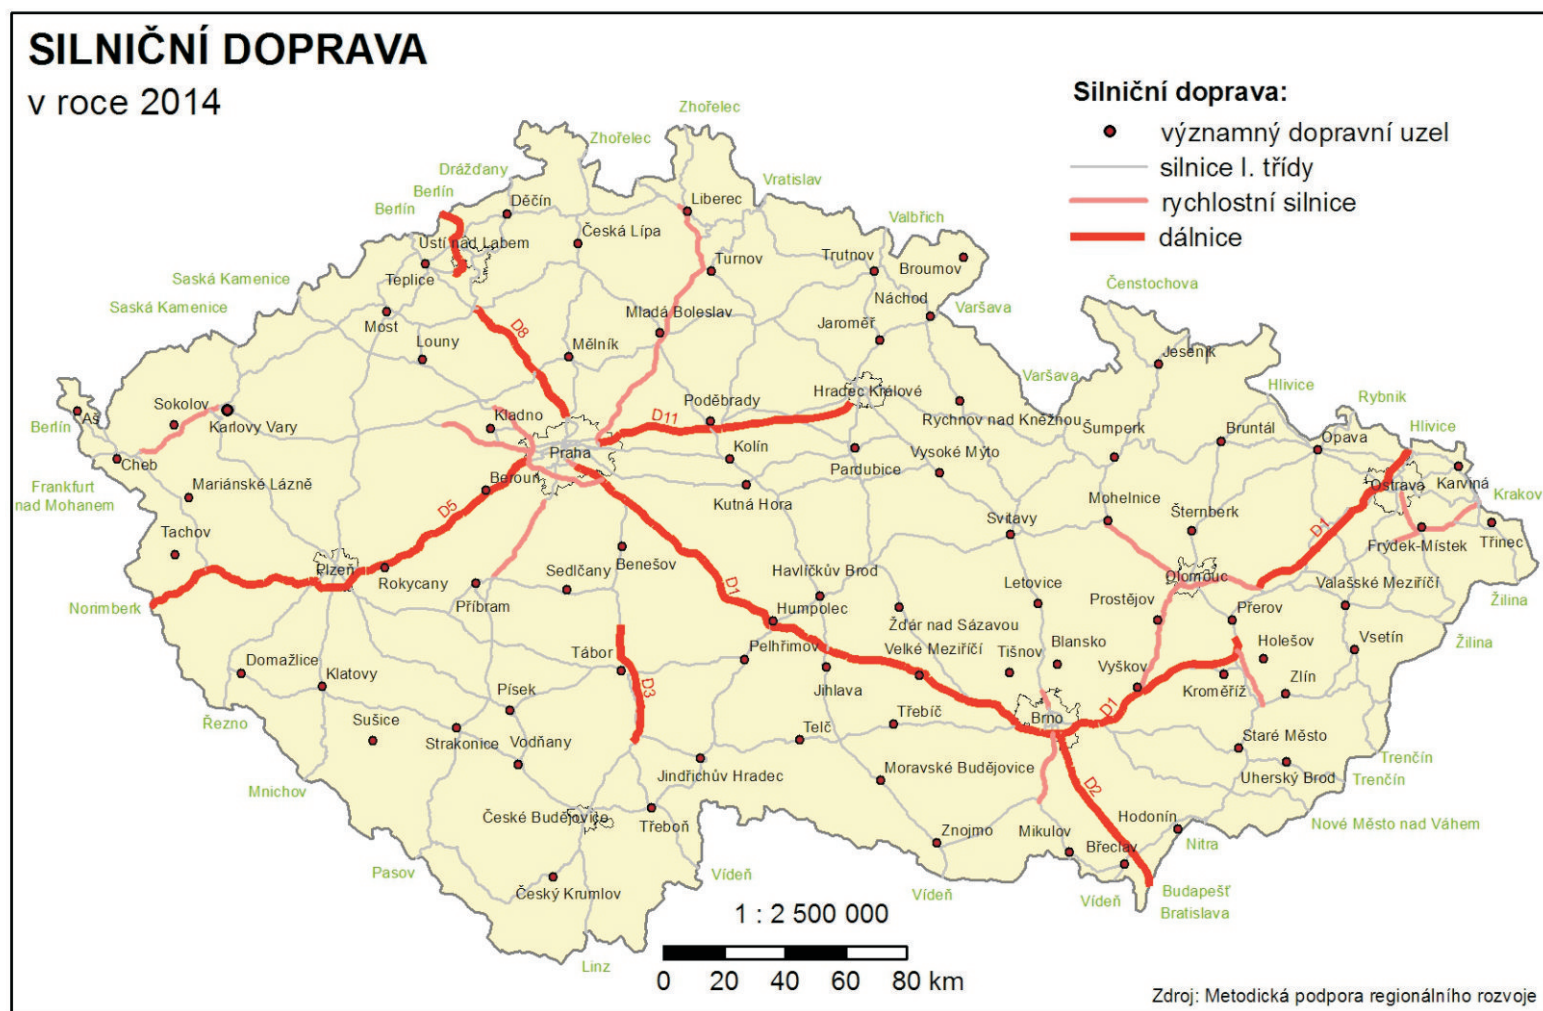 SILNIČNÍ DOPRAVA
v roce 2014
Silniční doprava:
významný dopravní uzel
silnice I. třídy
rychlostní silnice
dálnice
Zhořelec
Zhořelec
Drážďany
Berlín
Berlín
Vratislav
Valbřich
Saská Kamenice
Saská Kamenice
Varšava
Čenstochova
Varšava
Hlivice
Rybnik
Hlivice
Berlín
Frankfurt
nad Mohanem
Krakov
Norimberk
Žilina
Žilina
Řezno
Mnichov
Trenčín
Trenčín
Nové Město nad Váhem
Nitra
Pasov
Vídeň
Vídeň
Vídeň
Budapešť
Bratislava
Linz
Děčín
Liberec
Česká Lípa
Ústí nad Labem
Teplice
Turnov
Trutnov
Broumov
Náchod
Most
Louny
Mladá Boleslav
Jaroměř
Mělník
D8
Jeseník
Aš
Sokolov
Karlovy Vary
Kladno
Poděbrady
D11
Hradec Králové
Rychnov nad Kněžnou
Šumperk
Bruntál
Opava
Cheb
Praha
Kolín
Pardubice
Vysoké Mýto
Mariánské Lázně
Beroun
Kutná Hora
Mohelnice
Ostrava
Karviná
D5
Svitavy
Šternberk
D1
Frýdek-Místek
Třinec
Tachov
Plzeň
Rokycany
Příbram
Sedlčany
Benešov
D1
Havlíčkův Brod
Letovice
Olomouc
Valašské Meziříčí
Humpolec
Žďár nad Sázavou
Prostějov
Přerov
Domažlice
Klatovy
Tábor
Pelhřimov
Velké Meziříčí
Tišnov
Blansko
Holešov
Vsetín
D3
Jihlava
Vyškov
Kroměříž
Zlín
Písek
Sušice
Strakonice
Vodňany
Telč
Třebíč
Brno
D1
Staré Město
Jindřichův Hradec
Moravské Budějovice
D2
Uherský Brod
České Budějovice
Třeboň
Znojmo
Mikulov
Hodonín
Břeclav
Český Krumlov
1 : 2 500 000
0 20 40 60 80 km
Zdroj: Metodická podpora regionálního rozvoje